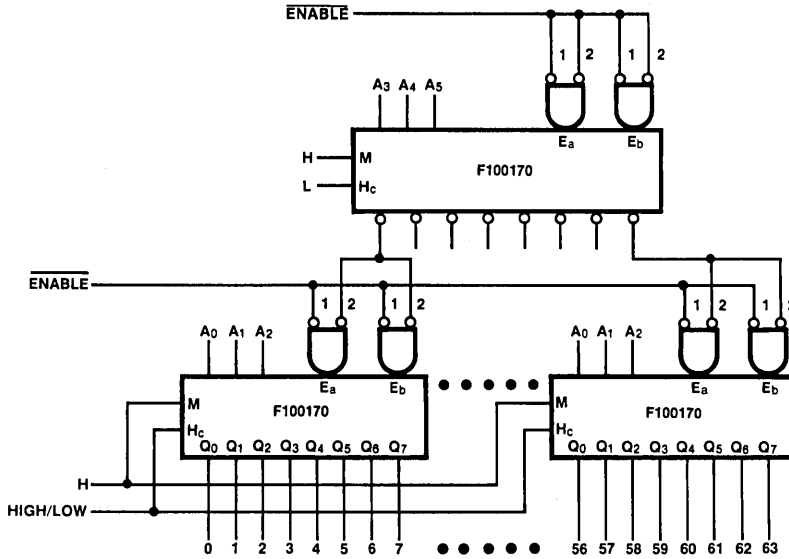 ENABLE
1 2 1 2
A3 A4 A5
Ea Eb
H M
F100170
L Hc
ENABLE
1 2 1 2 1 2 1 2
A0 A1 A2 A0 A1 A2
Ea Eb Ea Eb
M F100170 M F100170
Hc Hc
Q0 Q1 Q2 Q3 Q4 Q5 Q6 Q7 Q0 Q1 Q2 Q3 Q4 Q5 Q6 Q7
H
HIGH/LOW
0 1 2 3 4 5 6 7 56 57 58 59 60 61 62 63